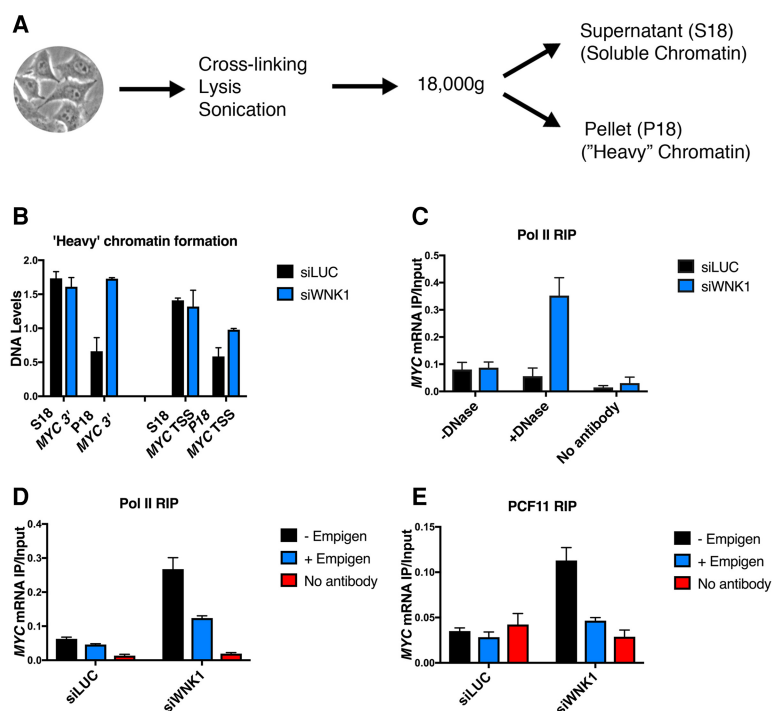 A
Cross-linking
Lysis
Sonication
18,000g
Supernatant (S18)
(Soluble Chromatin)
Pellet (P18)
("Heavy" Chromatin)
B
'Heavy' chromatin formation
DNA Levels
2.0
1.5
1.0
0.5
0.0
S18
MYC 3'
P18
MYC 3'
S18
MYC TSS
P18
MYC TSS
siLUC
siWNK1
C
Pol II RIP
MYC mRNA IP/Input
0.5
0.4
0.3
0.2
0.1
0.0
-DNase
+DNase
No antibody
siLUC
siWNK1
D
Pol II RIP
MYC mRNA IP/Input
0.4
0.3
0.2
0.1
0.0
siLUC
siWNK1
- Empigen
+ Empigen
No antibody
E
PCF11 RIP
MYC mRNA IP/Input
0.15
0.10
0.05
0.00
siLUC
siWNK1
- Empigen
+ Empigen
No antibody